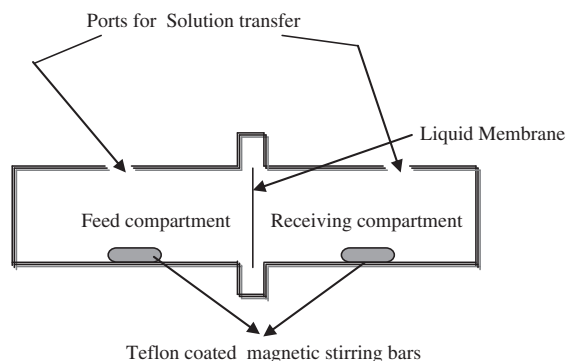 Ports for Solution transfer
Liquid Membrane
Feed compartment
Receiving compartment
Teflon coated magnetic stirring bars